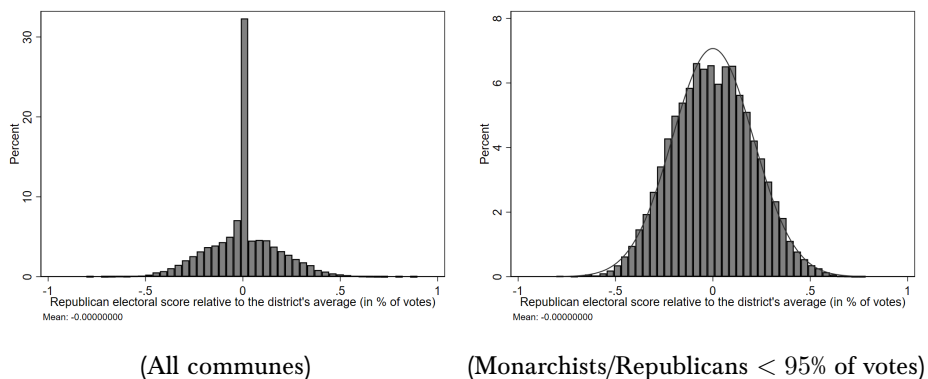 30
20
10
0
Percent
-1
-.5
0
.5
1
Republican electoral score relative to the district's average (in % of votes)
Mean: -0.00000000
(All communes)
8
6
4
2
0
Percent
-1
-.5
0
.5
1
Republican electoral score relative to the district's average (in % of votes)
Mean: -0.00000000
(Monarchists/Republicans < 95% of votes)